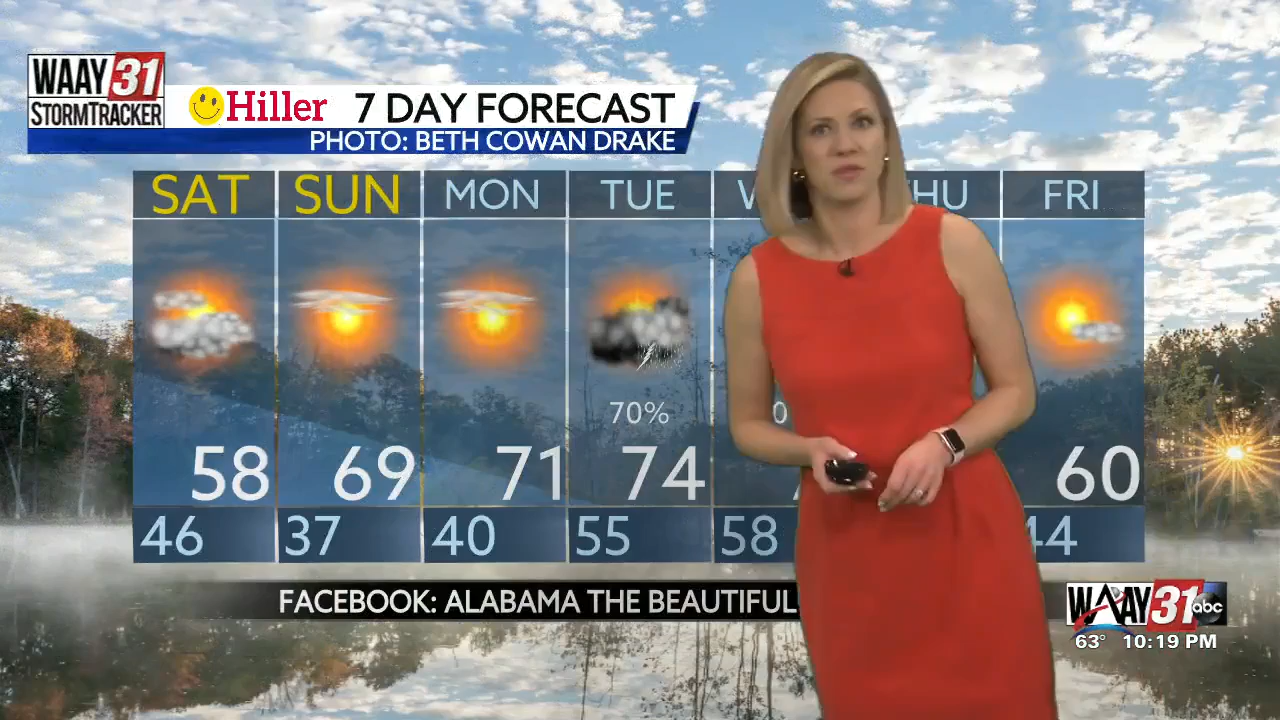 WAAY 31
STORMTRACKER
Hiller 7 DAY FORECAST
PHOTO: BETH COWAN DRAKE
SAT SUN MON TUE W HU FRI
70% 0
58 69 71 74 60
46 37 40 55 58 44
FACEBOOK: ALABAMA THE BEAUTIFUL
WAAY 31 abc
63° 10:19 PM